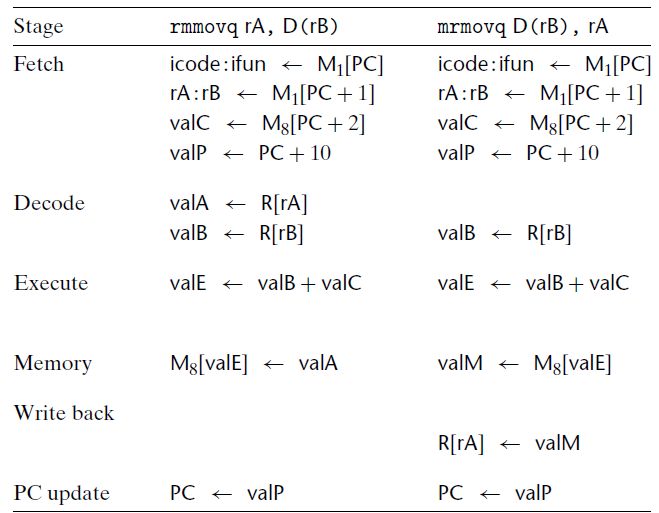 Stage rmmovq rA, D(rB) mrmovq D(rB), rA
Fetch icode:ifun ← M₁[PC] icode:ifun ← M₁[PC]
rA:rB ← M₁[PC + 1] rA:rB ← M₁[PC + 1]
valC ← M₈[PC + 2] valC ← M₈[PC + 2]
valP ← PC + 10 valP ← PC + 10
Decode valA ← R[rA]
valB ← R[rB] valB ← R[rB]
Execute valE ← valB + valC valE ← valB + valC
Memory M₈[valE] ← valA valM ← M₈[valE]
Write back
R[rA] ← valM
PC update PC ← valP PC ← valP